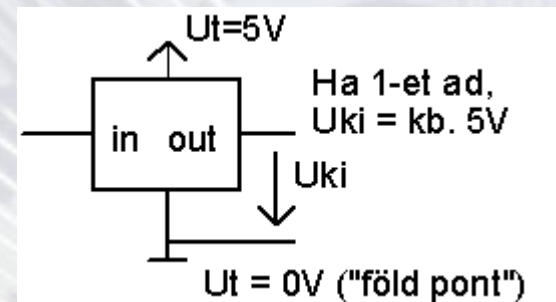 Ut=5V
Ha 1-et ad,
Uki = kb. 5V
in out
Uki
Ut = 0V ("föld pont")